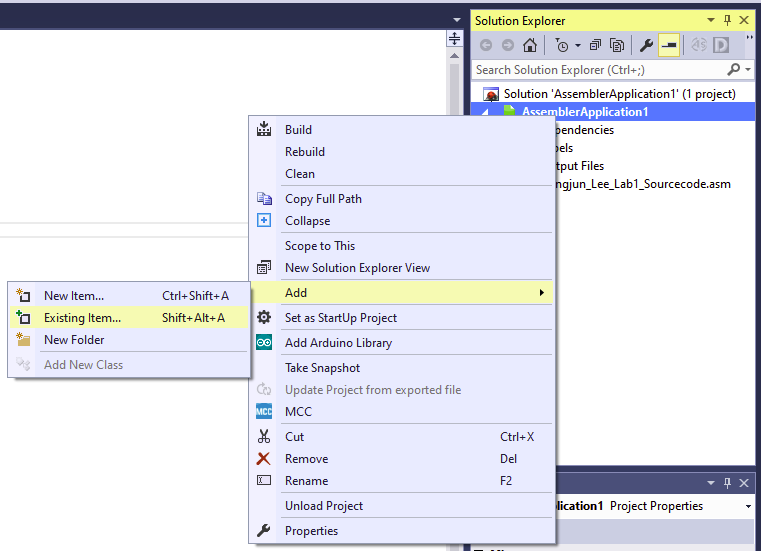 Solution Explorer
Search Solution Explorer (Ctrl+;)
Solution 'AssemblerApplication1' (1 project)
AssemblerApplication1
pendencies
bels
tput Files
ngjun_Lee_Lab1_Sourcecode.asm
Build
Rebuild
Clean
Copy Full Path
Collapse
Scope to This
New Solution Explorer View
Add
Set as StartUp Project
Add Arduino Library
Take Snapshot
Update Project from exported file
MCC MCC
Cut Ctrl+X
Remove Del
Rename F2
Unload Project
Properties
New Item... Ctrl+Shift+A
Existing Item... Shift+Alt+A
New Folder
Add New Class
lication1 Project Properties